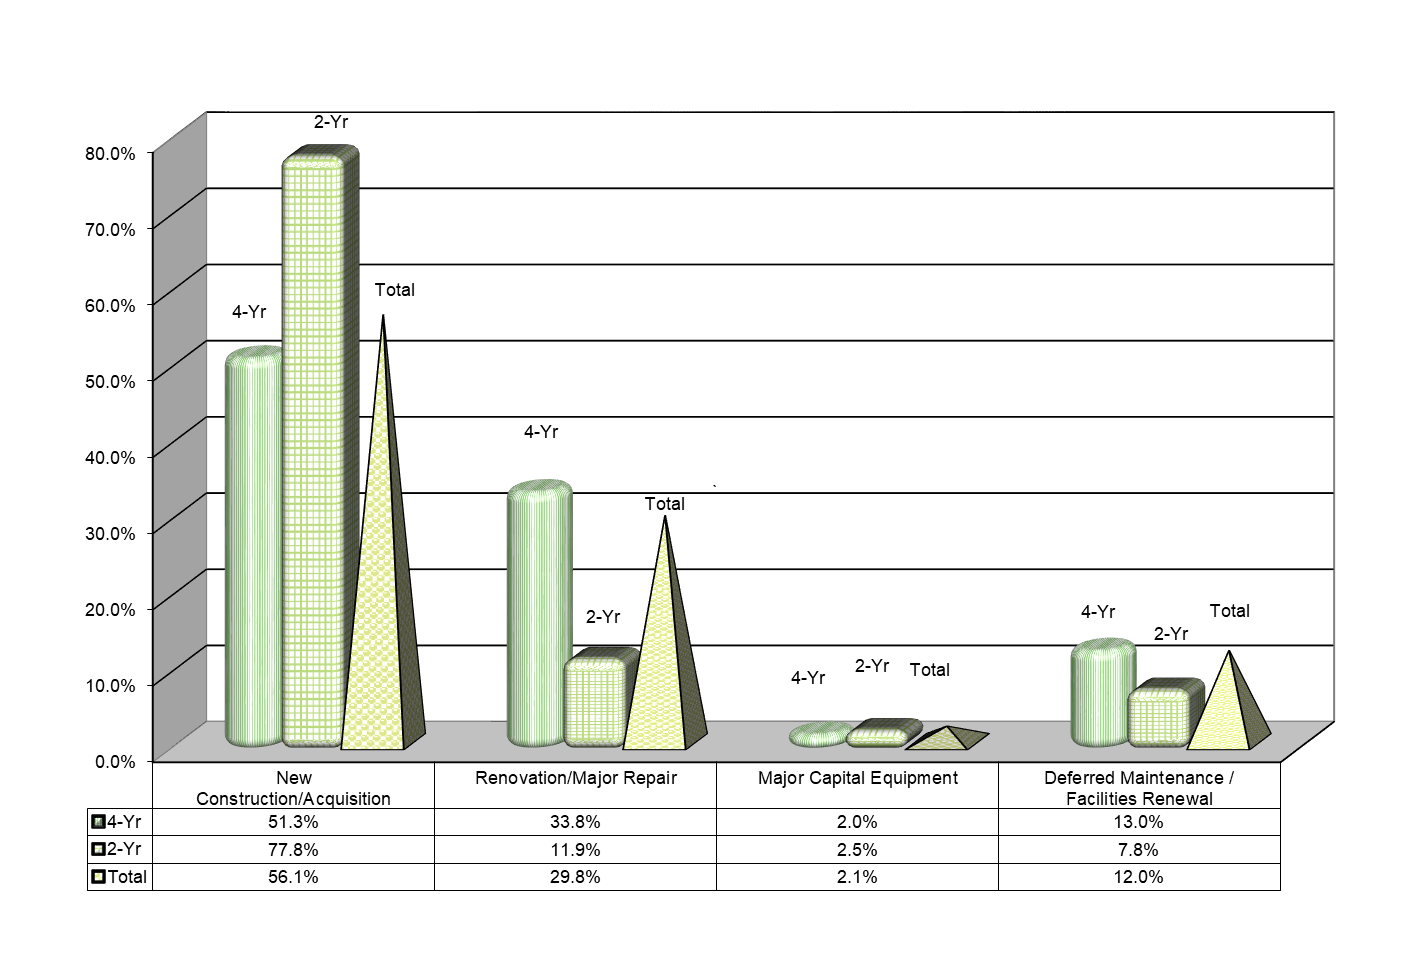 2-Yr
80.0%
70.0%
60.0%
Total
4-Yr
50.0%
40.0%
4-Yr
`
Total
30.0%
20.0%
2-Yr
4-Yr
Total
2-Yr
10.0%
4-Yr
2-Yr
Total
0.0%
New
Construction/Acquisition
Renovation/Major Repair
Major Capital Equipment
Deferred Maintenance /
Facilities Renewal
4-Yr 51.3% 33.8% 2.0% 13.0%
2-Yr 77.8% 11.9% 2.5% 7.8%
Total 56.1% 29.8% 2.1% 12.0%